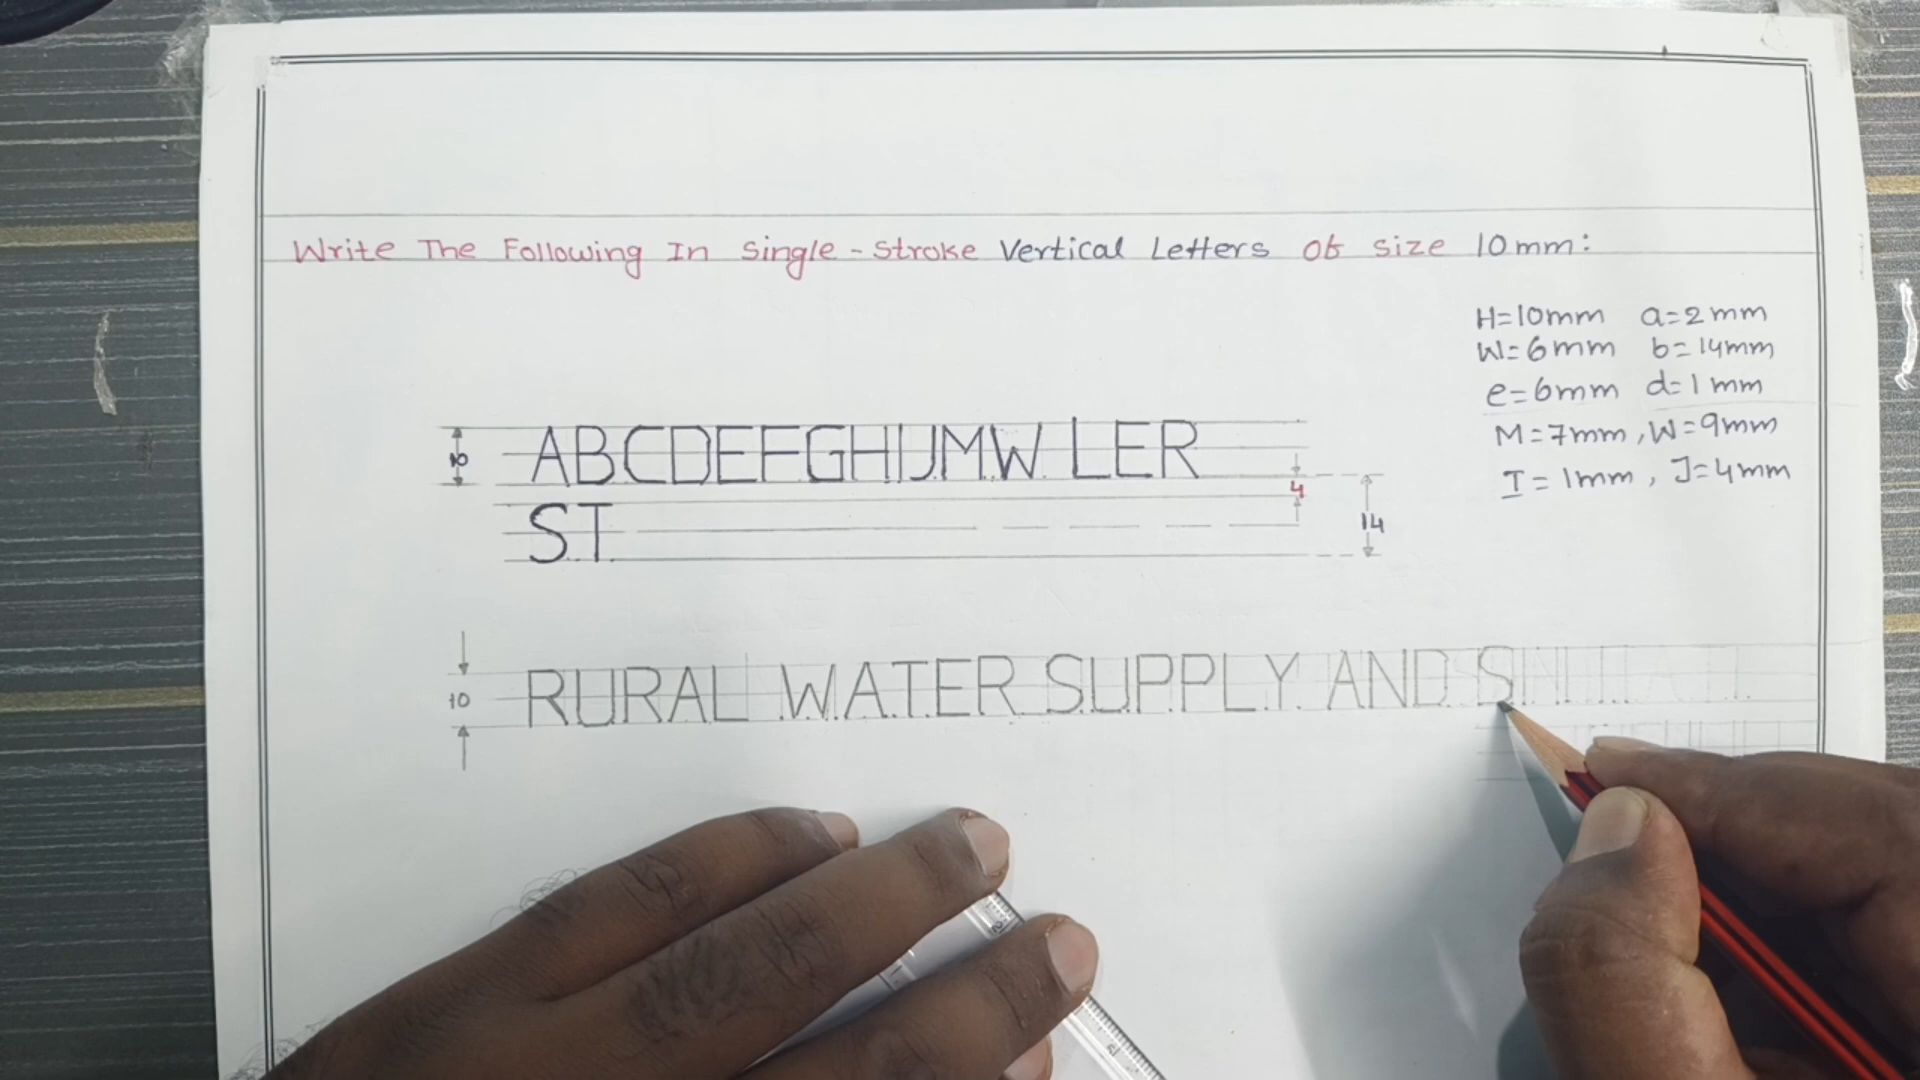 Write The Following In Single-Stroke Vertical Letters Of size 10mm:
H=10mm a=2mm
W=6mm b=14mm
e=6mm d=1mm
M=7mm, W=9mm
I=1mm, J=4mm
10 ABCDEFGHIJMW LER
4
ST
14
10 RURAL WATER SUPPLY AND S